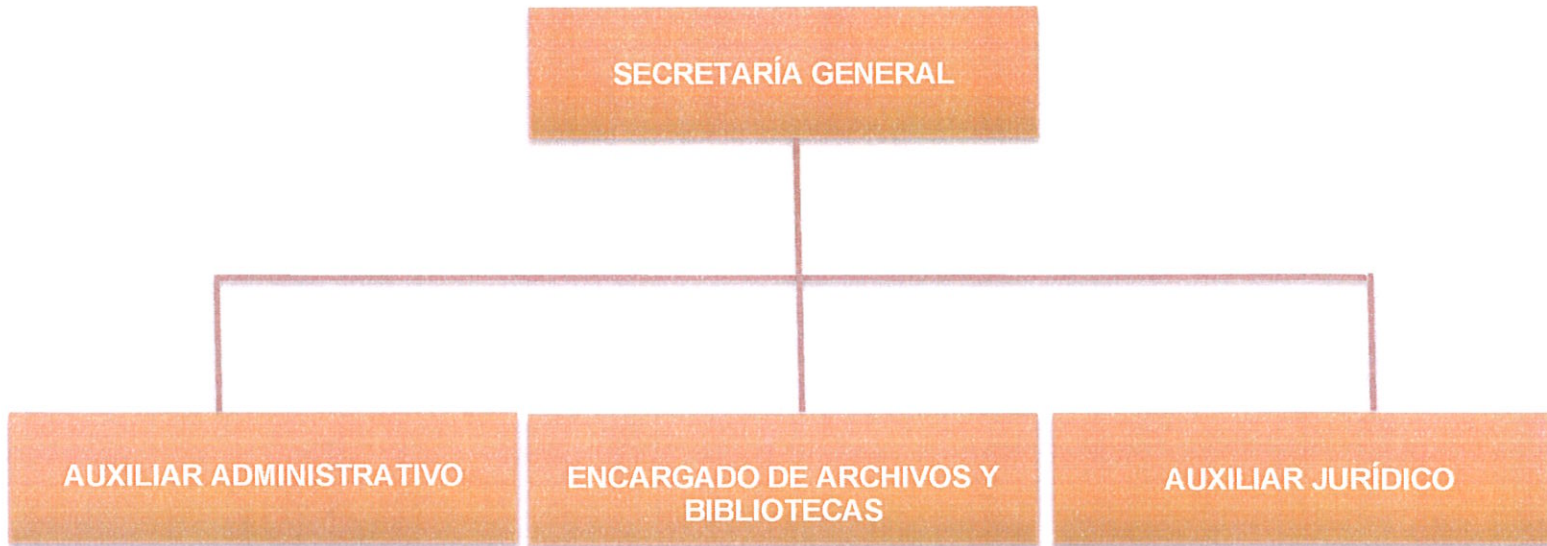 SECRETARÍA GENERAL
AUXILIAR ADMINISTRATIVO
ENCARGADO DE ARCHIVOS Y
BIBLIOTECAS
AUXILIAR JURÍDICO